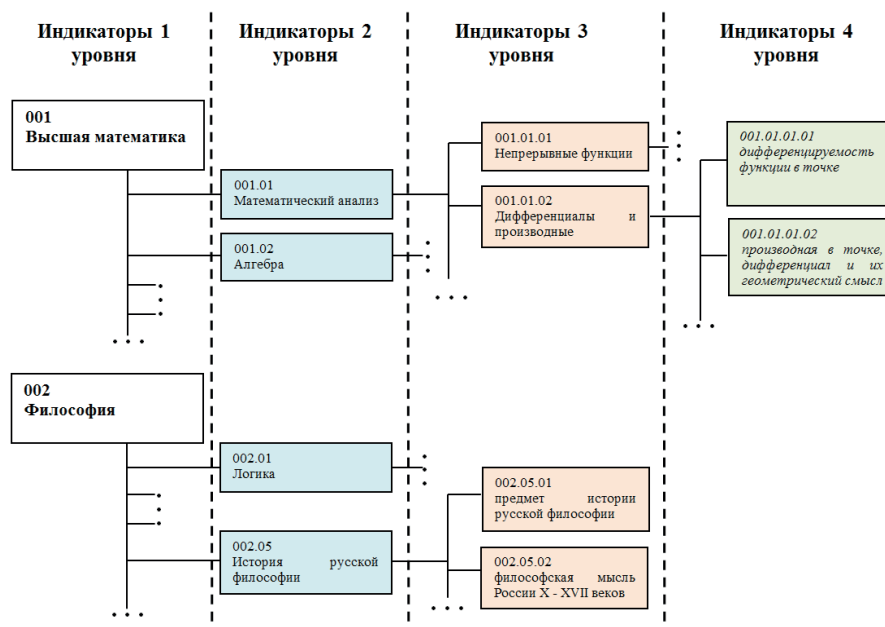 Индикаторы 1
уровня
Индикаторы 2
уровня
Индикаторы 3
уровня
Индикаторы 4
уровня
001
Высшая математика
001.01
Математический анализ
001.02
Алгебра
001.01.01
Непрерывные функции
001.01.02
Дифференциалы и
производные
001.01.01.01
дифференцируемость
функции в точке
001.01.01.02
производная в точке,
дифференциал и их
геометрический смысл
002
Философия
002.01
Логика
002.05
История русской
философии
002.05.01
предмет истории
русской философии
002.05.02
философская мысль
России X - XVII веков